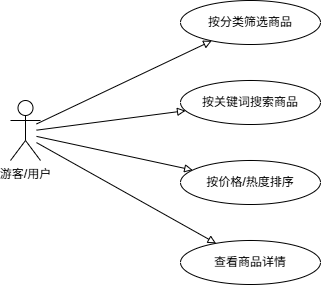 按分类筛选商品
按关键词搜索商品
游客/用户
按价格/热度排序
查看商品详情